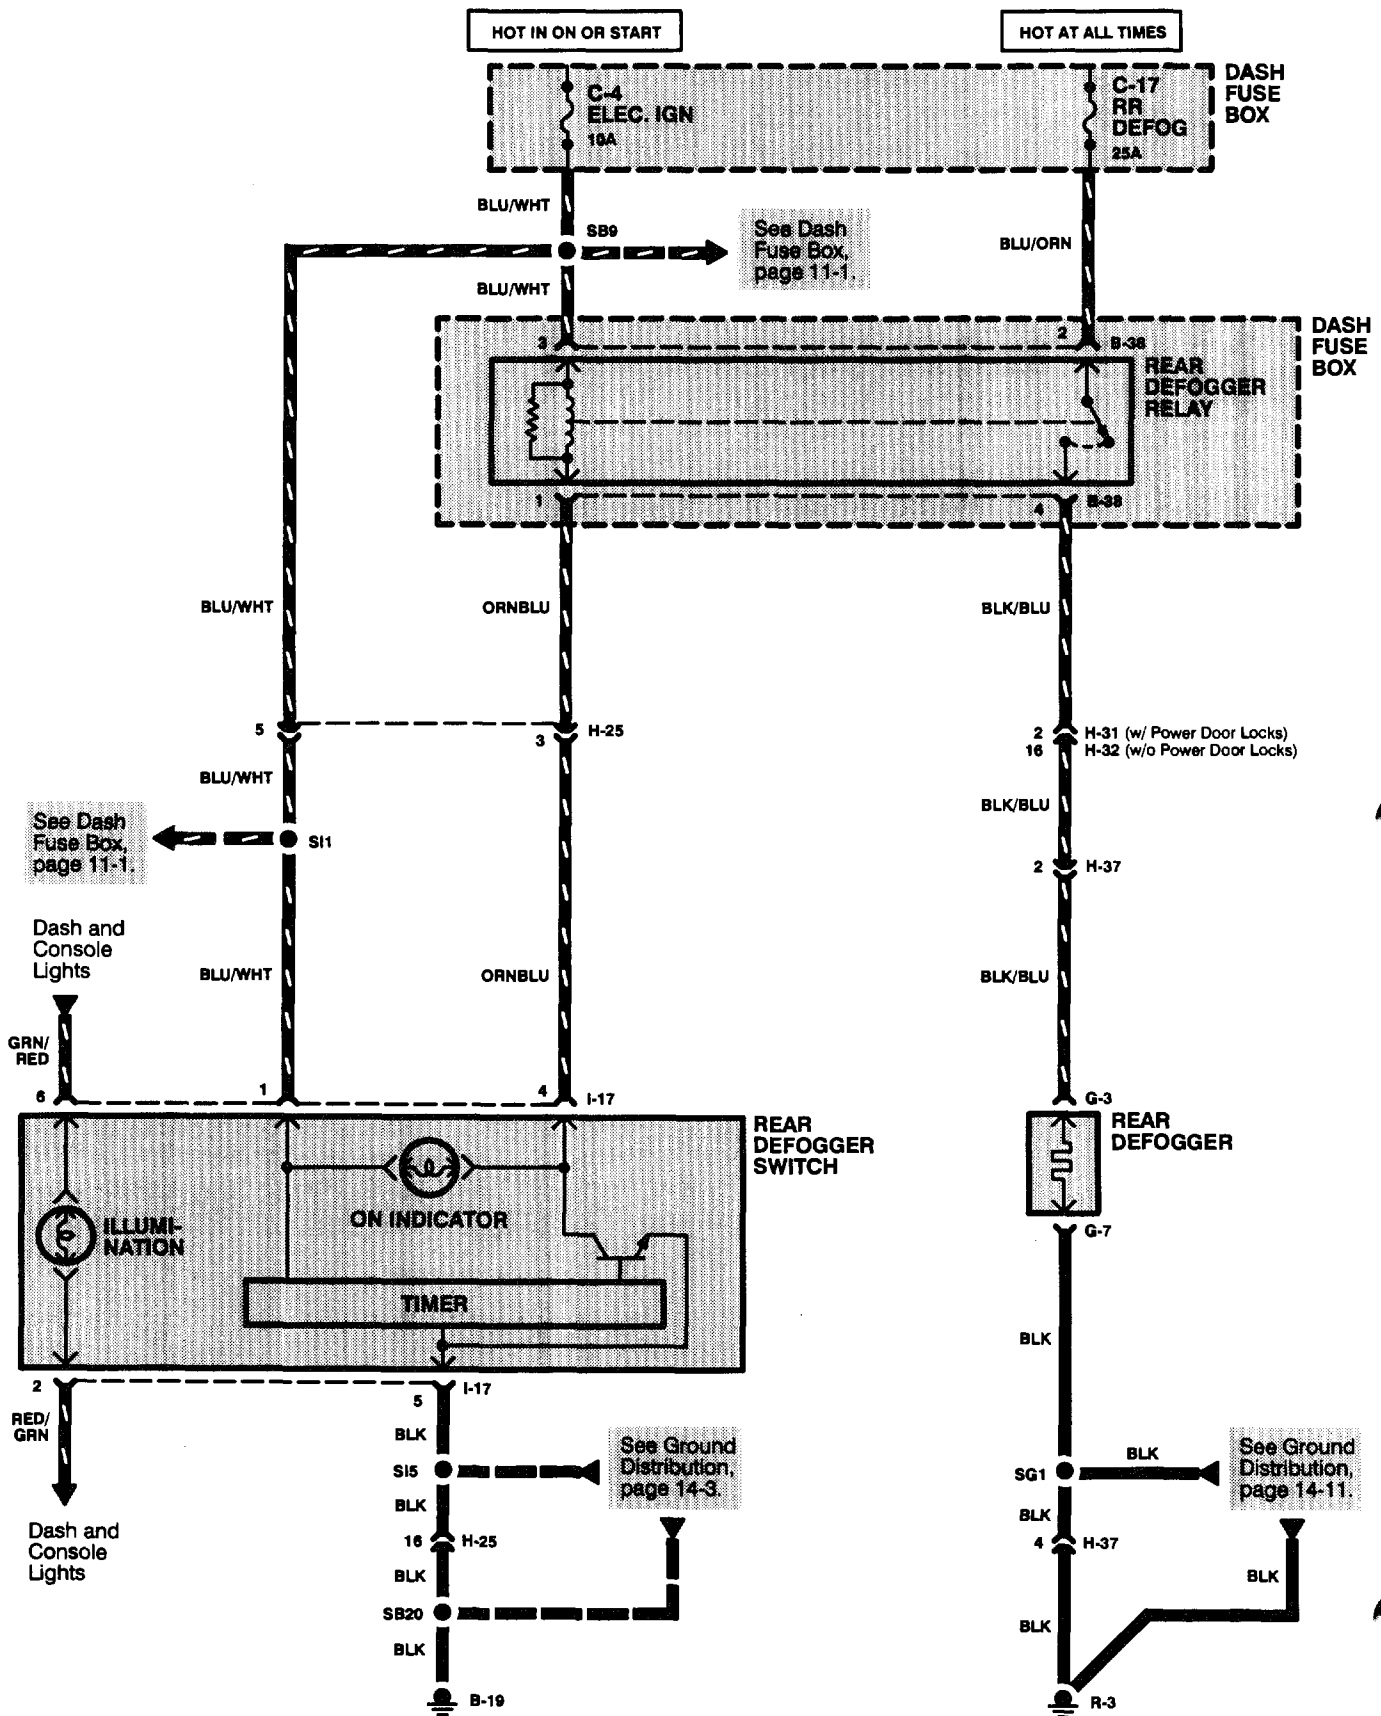 HOT IN ON OR START
HOT AT ALL TIMES
C-4
ELEC. IGN
10A
C-17
RR
DEFOG
25A
DASH
FUSE
BOX
BLU/WHT
SB9
See Dash
Fuse Box,
page 11-1.
BLU/ORN
BLU/WHT
3
2
B-38
DASH
FUSE
BOX
REAR
DEFOGGER
RELAY
1
4
B-38
BLU/WHT
ORNBLU
BLK/BLU
5
3
H-25
2
H-31 (w/ Power Door Locks)
16
H-32 (w/o Power Door Locks)
BLU/WHT
BLK/BLU
See Dash
Fuse Box,
page 11-1.
SI1
2
H-37
Dash and
Console
Lights
BLU/WHT
ORNBLU
BLK/BLU
GRN/
RED
6
1
4
I-17
G-3
REAR
DEFOGGER
SWITCH
REAR
DEFOGGER
ON INDICATOR
ILLUMI-
NATION
G-7
TIMER
BLK
2
5
I-17
RED/
GRN
BLK
SI5
See Ground
Distribution,
page 14-3.
SG1
BLK
See Ground
Distribution,
page 14-11.
BLK
BLK
Dash and
Console
Lights
16
H-25
4
H-37
BLK
BLK
SB20
BLK
BLK
B-19
R-3